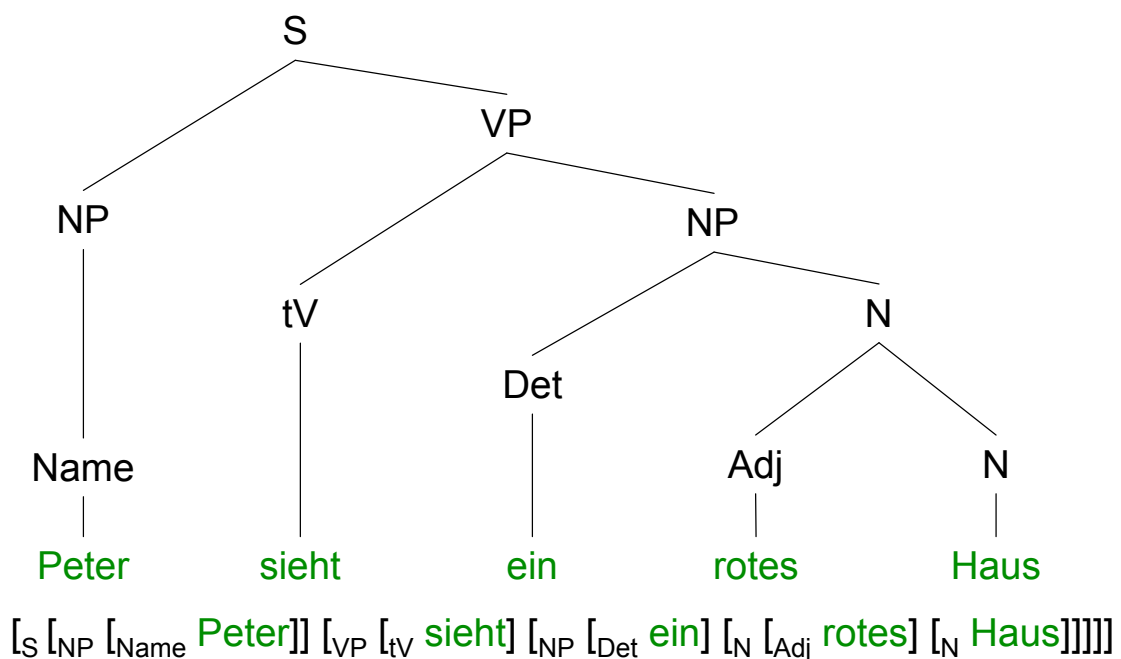 S
VP
NP
NP
tV
N
Det
Name
Adj
N
Peter sieht ein rotes Haus
[S [NP [Name Peter]] [VP [tV sieht] [NP [Det ein] [N [Adj rotes] [N Haus]]]]]